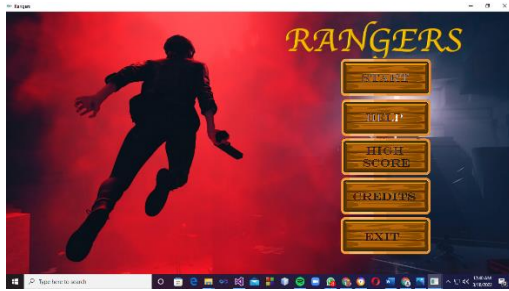 Rangers
RANGERS
START
HELP
HIGH
SCORE
CREDITS
EXIT
Type here to search